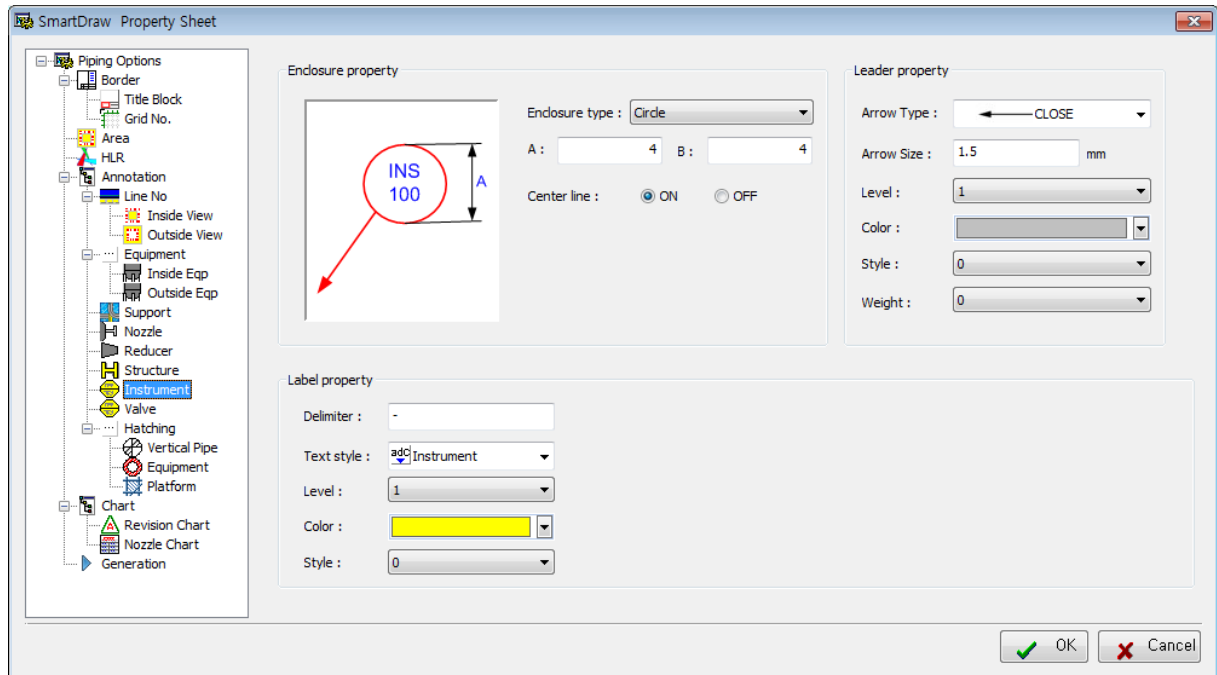 SmartDraw Property Sheet
Piping Options
Border
Title Block
Grid No.
Area
HLR
Annotation
Line No
Inside View
Outside View
Equipment
Inside Eqp
Outside Eqp
Support
Nozzle
Reducer
Structure
Instrument
Valve
Hatching
Vertical Pipe
Equipment
Platform
Chart
Revision Chart
Nozzle Chart
Generation
Enclosure property
INS
100
A
Enclosure type : Circle
A : 4 B : 4
Center line : ON OFF
Leader property
Arrow Type : CLOSE
Arrow Size : 1.5 mm
Level : 1
Color :
Style : 0
Weight : 0
Label property
Delimiter : -
Text style : adc Instrument
Level : 1
Color :
Style : 0
OK Cancel